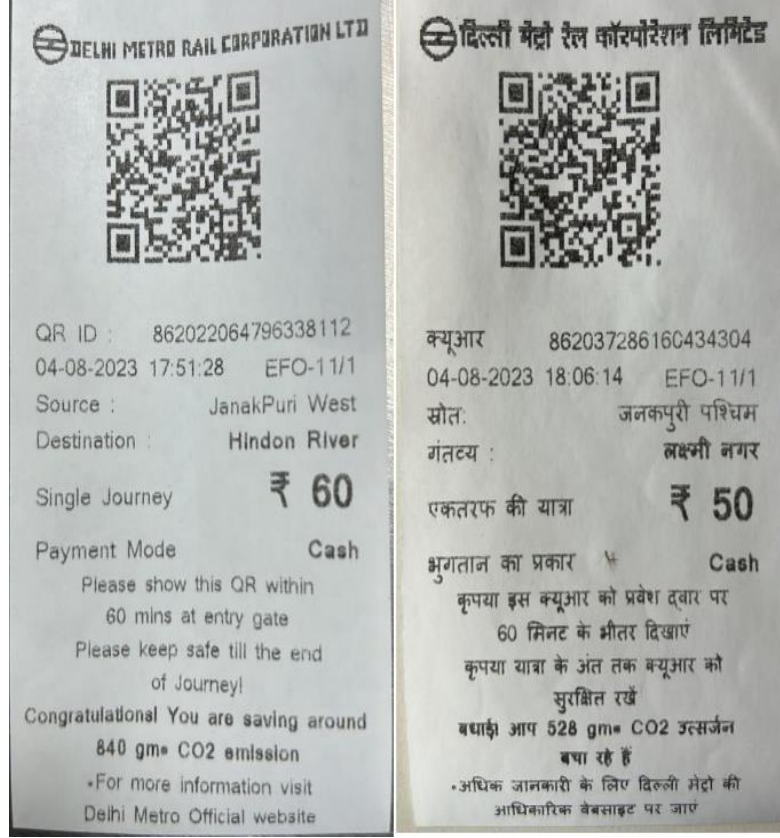 DELHI METRO RAIL CORPORATION LTD
QR ID : 862022064796338112
04-08-2023 17:51:28 EFO-11/1
Source : JanakPuri West
Destination : Hindon River
Single Journey ₹ 60
Payment Mode Cash
Please show this QR within
60 mins at entry gate
Please keep safe till the end
of Journey!
Congratulations! You are saving around
840 gms CO2 emission
•For more information visit
Delhi Metro Official website
दिल्ली मेट्रो रेल कॉरपोरेशन लिमिटेड
क्यूआर 862037286160434304
04-08-2023 18:06:14 EFO-11/1
स्रोत: जनकपुरी पश्चिम
गंतव्य : लक्ष्मी नगर
एकतरफ की यात्रा ₹ 50
भुगतान का प्रकार Cash
कृपया इस क्यूआर को प्रवेश द्वार पर
60 मिनट के भीतर दिखाएं
कृपया यात्रा के अंत तक क्यूआर को
सुरक्षित रखें
बधाई! आप 528 gms CO2 उत्सर्जन
बचा रहे हैं
•अधिक जानकारी के लिए दिल्ली मेट्रो की
आधिकारिक वेबसाइट पर जाएं